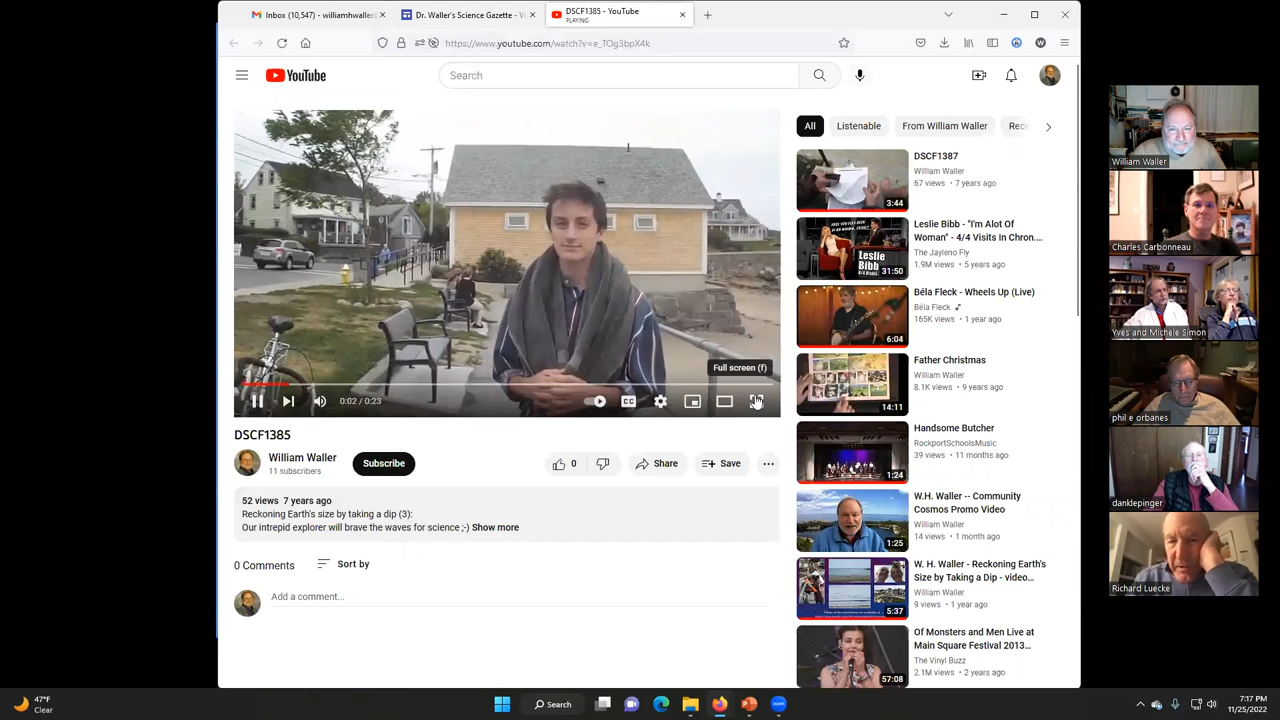 Inbox (10,547) - williamhwallerd
Dr. Waller's Science Gazette - Vi
DSCF1385 - YouTube
PLAYING
https://www.youtube.com/watch?v=e_TOg3bpX4k
YouTube
Search
All
Listenable
From William Waller
Rece
DSCF1387
William Waller
67 views • 7 years ago
3:44
Leslie Bibb - "I'm Alot Of
Woman" - 4/4 Visits In Chron....
The Jayleno Fly
1.9M views • 5 years ago
31:50
Béla Fleck - Wheels Up (Live)
Béla Fleck
165K views • 1 year ago
6:04
Father Christmas
William Waller
8.1K views • 9 years ago
14:11
Handsome Butcher
RockportSchoolsMusic
39 views • 11 months ago
1:24
W.H. Waller -- Community
Cosmos Promo Video
William Waller
14 views • 1 month ago
1:25
W. H. Waller - Reckoning Earth's
Size by Taking a Dip - video...
William Waller
9 views • 1 year ago
5:37
Of Monsters and Men Live at
Main Square Festival 2013...
The Vinyl Buzz
2.1M views • 2 years ago
57:08
Full screen (f)
0:02 / 0:23
CC
DSCF1385
William Waller
11 subscribers
Subscribe
0
Share
Save
52 views 7 years ago
Reckoning Earth's size by taking a dip (3):
Our intrepid explorer will brave the waves for science ;-) Show more
0 Comments
Sort by
Add a comment...
William Waller
Charles Carbonneau
Yves and Michele Simon
phil e orbanes
danklepinger
Richard Luecke
47°F
Clear
Search
7:17 PM
11/25/2022